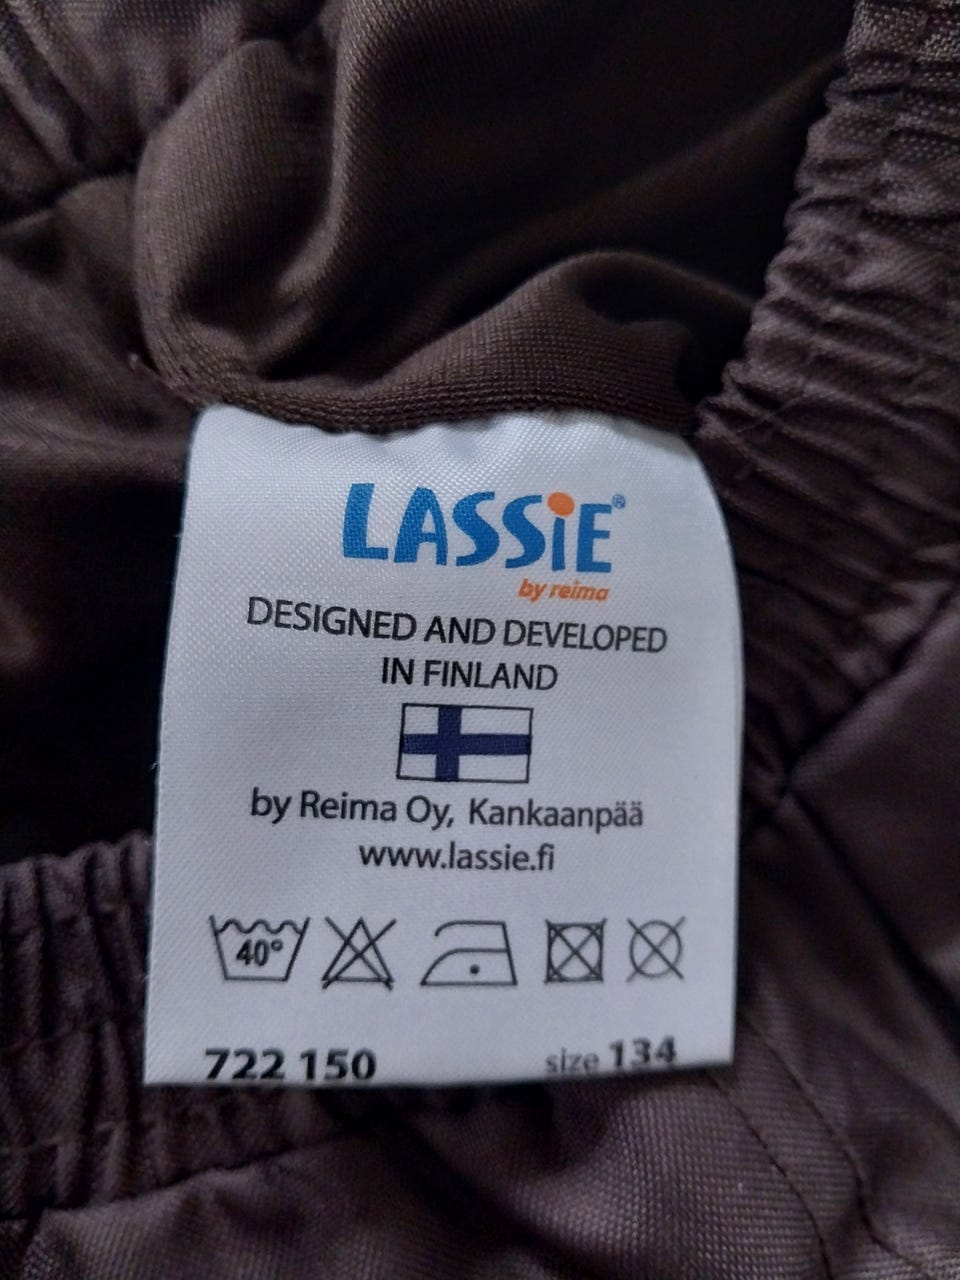 LASSiE®
by reima
DESIGNED AND DEVELOPED
IN FINLAND
by Reima Oy, Kankaanpää
www.lassie.fi
40°
722 150 size 134